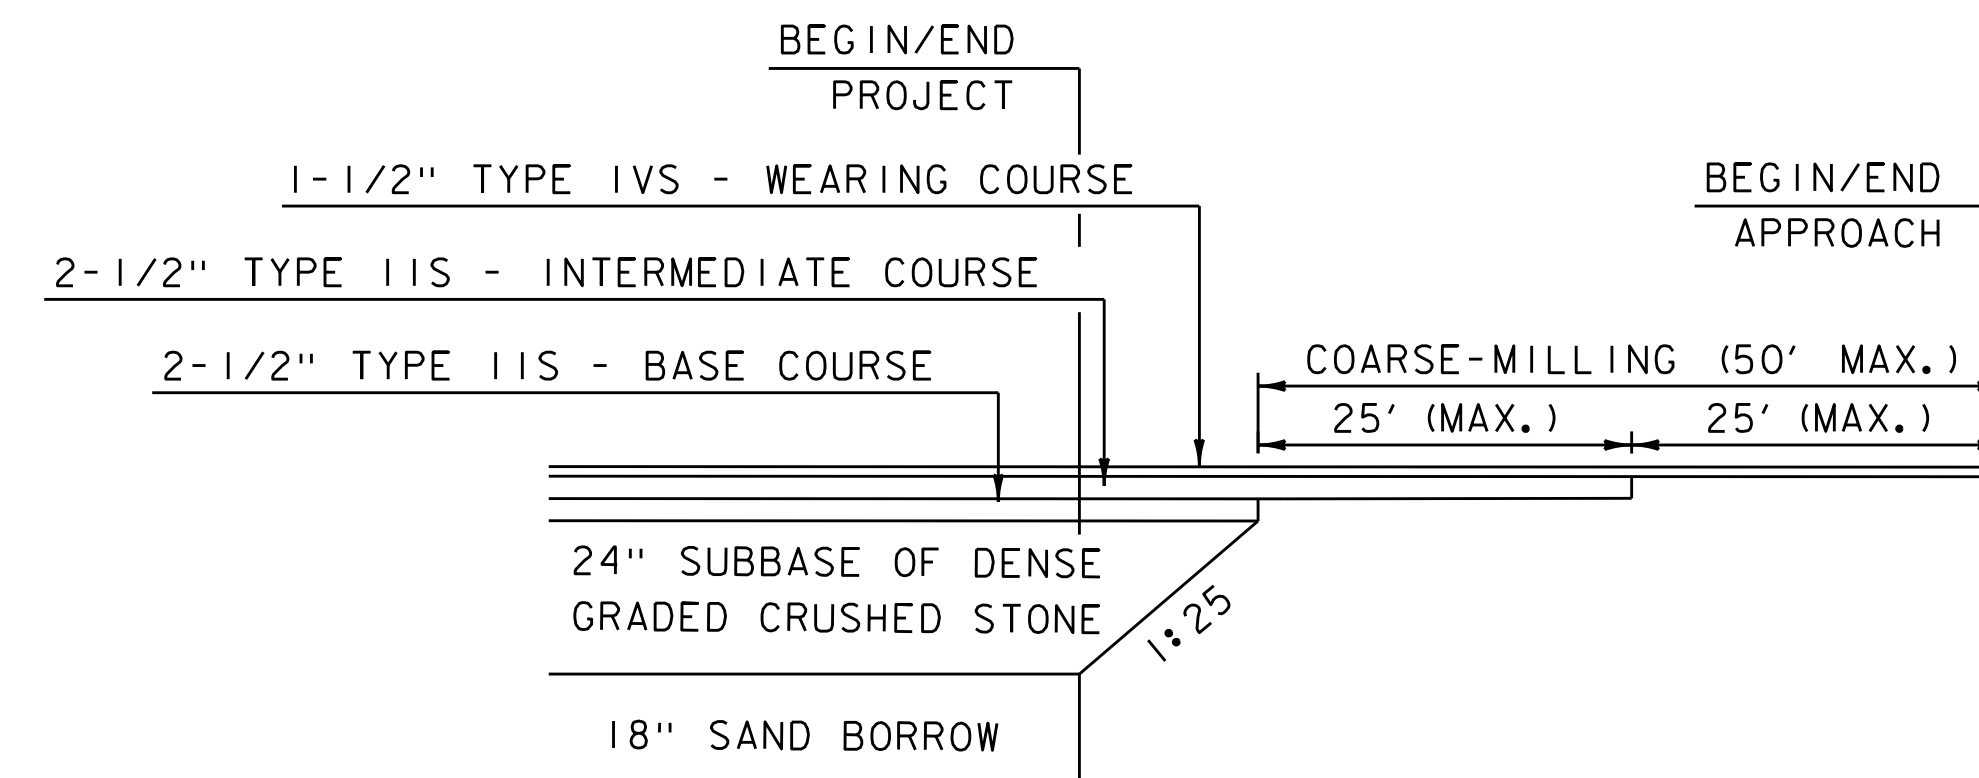 BEGIN/END
PROJECT
1-1/2" TYPE IVS - WEARING COURSE
BEGIN/END
APPROACH
2-1/2" TYPE IIS - INTERMEDIATE COURSE
2-1/2" TYPE IIS - BASE COURSE
COARSE-MILLING (50' MAX.)
25' (MAX.)
25' (MAX.)
24" SUBBASE OF DENSE
GRADED CRUSHED STONE
1:25
18" SAND BORROW